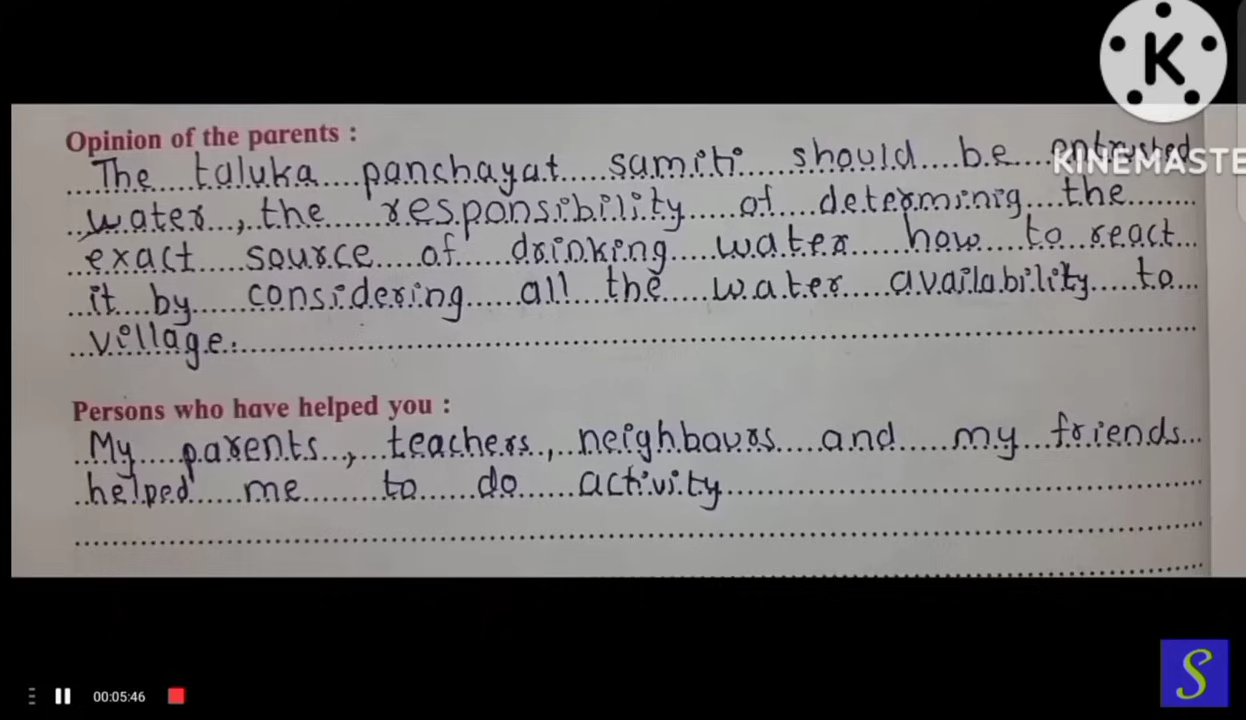 K
KINEMASTE
Opinion of the parents :
The taluka panchayat samiti should be entrusted
water, the responsibility of determinig the
exact source of drinking water how to react
it by considering all the water availability to
village.
Persons who have helped you :
My parents, teachers, neighbours and my friends
helped me to do activity
00:05:46
S